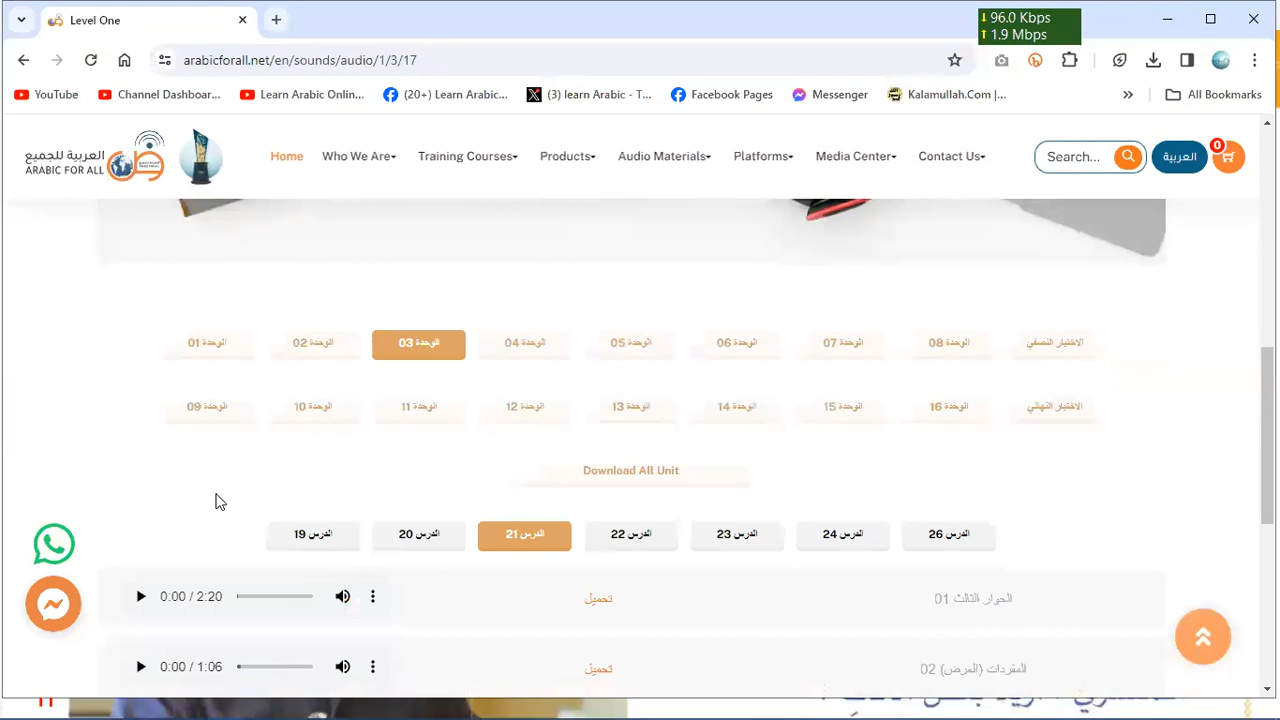 Level One
96.0 Kbps
1.9 Mbps
arabicforall.net/en/sounds/audio/1/3/17
YouTube
Channel Dashboar...
Learn Arabic Onlin...
(20+) Learn Arabic...
(3) learn Arabic - T...
Facebook Pages
Messenger
Kalamullah.Com |...
»
All Bookmarks
العربية للجميع
ARABIC FOR ALL
Home
Who We Are
Training Courses
Products
Audio Materials
Platforms
Media Center
Contact Us
Search...
العربية
0
الوحدة 01
الوحدة 02
الوحدة 03
الوحدة 04
الوحدة 05
الوحدة 06
الوحدة 07
الوحدة 08
الاختبار النصفي
الوحدة 09
الوحدة 10
الوحدة 11
الوحدة 12
الوحدة 13
الوحدة 14
الوحدة 15
الوحدة 16
الاختبار النهائي
Download All Unit
الدرس 19
الدرس 20
الدرس 21
الدرس 22
الدرس 23
الدرس 24
الدرس 26
0:00 / 2:20
تحميل
الحوار الثالث 01
0:00 / 1:06
تحميل
المفردات (العرض) 02